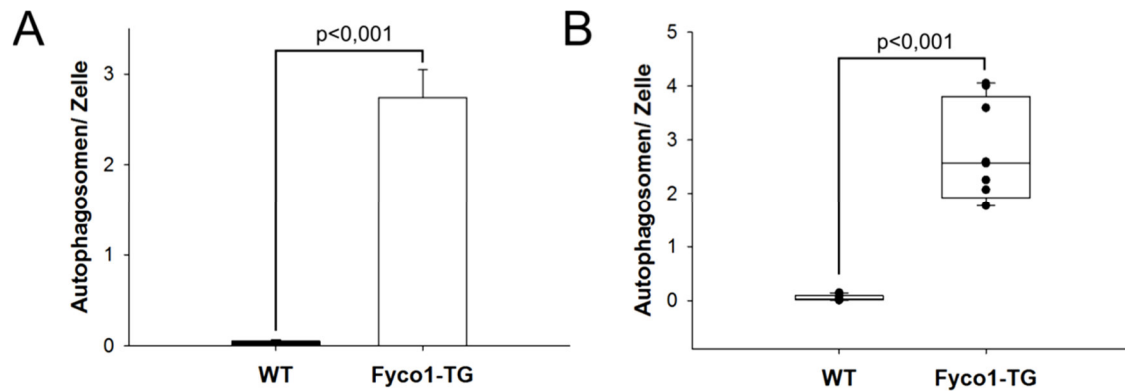 A
Autophagosomen/ Zelle
3
2
1
0
p<0,001
WT
Fyco1-TG
B
Autophagosomen/ Zelle
5
4
3
2
1
0
p<0,001
WT
Fyco1-TG